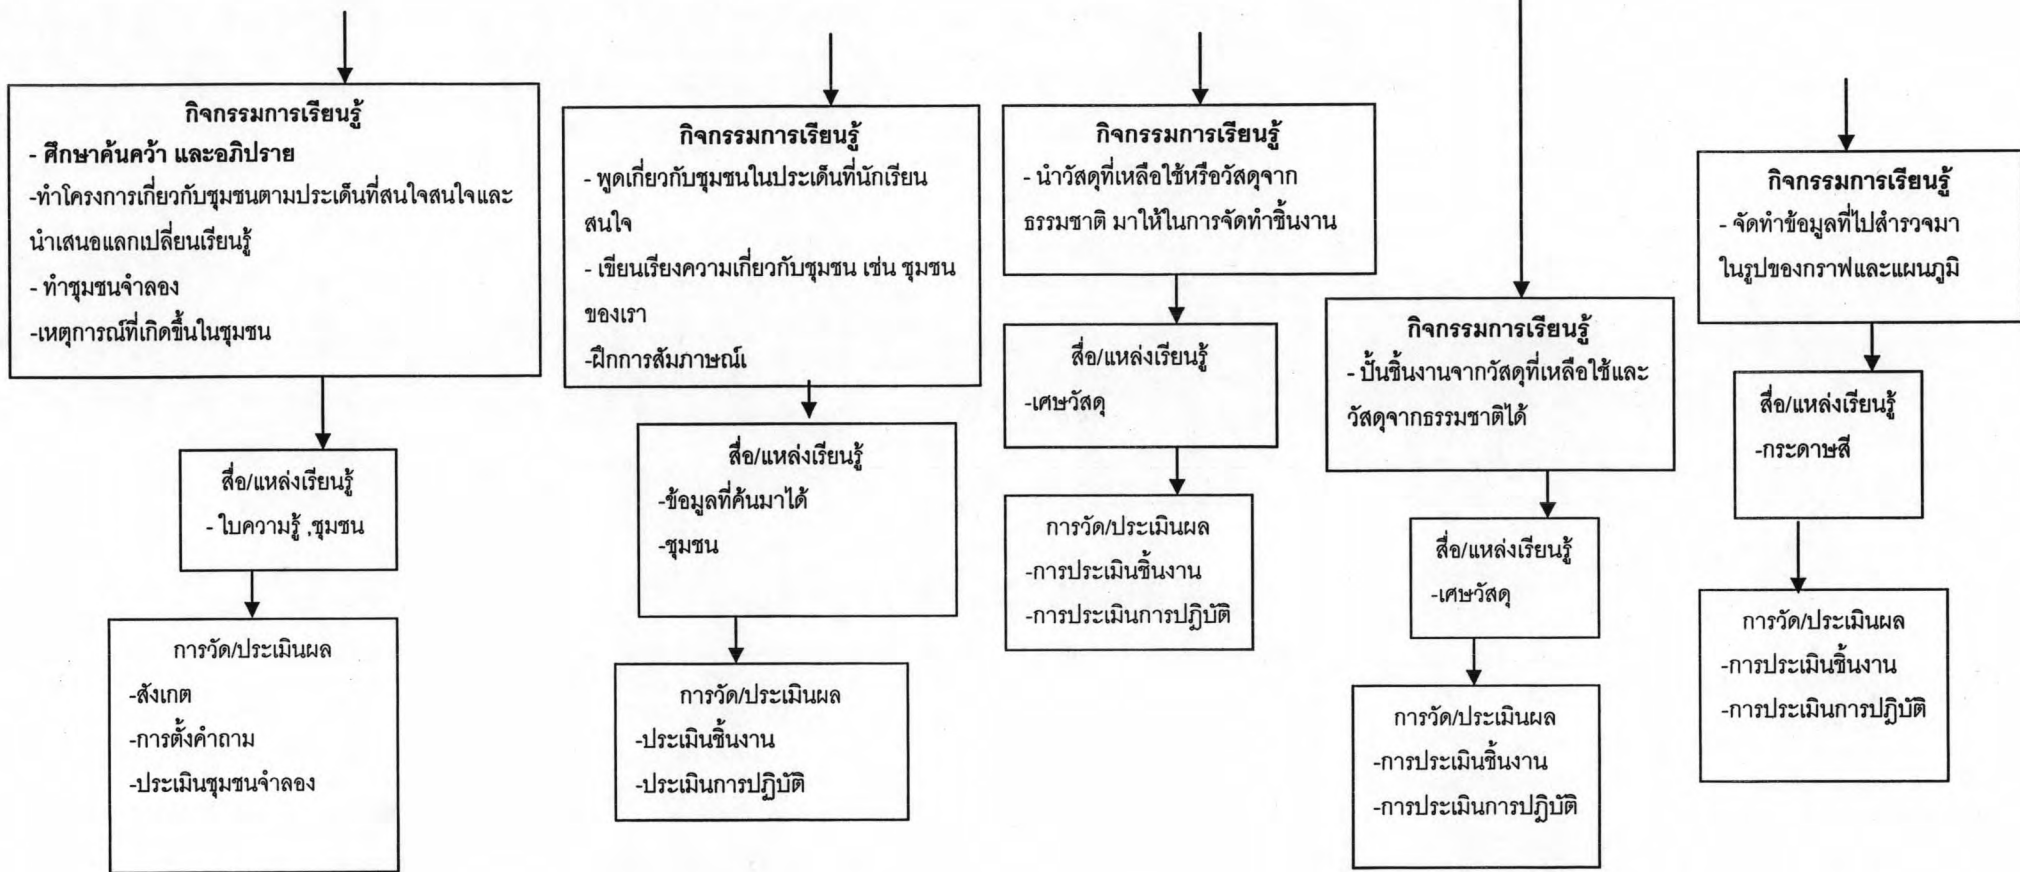 กิจกรรมการเรียนรู้
- ศึกษาค้นคว้า และอภิปราย
-ทำโครงการเกี่ยวกับชุมชนตามประเด็นที่สนใจสนใจและ
นำเสนอแลกเปลี่ยนเรียนรู้
- ทำชุมชนจำลอง
-เหตุการณ์ที่เกิดขึ้นในชุมชน
สื่อ/แหล่งเรียนรู้
- ใบความรู้ ,ชุมชน
การวัด/ประเมินผล
-สังเกต
-การตั้งคำถาม
-ประเมินชุมชนจำลอง
กิจกรรมการเรียนรู้
- พูดเกี่ยวกับชุมชนในประเด็นที่นักเรียน
สนใจ
- เขียนเรียงความเกี่ยวกับชุมชน เช่น ชุมชน
ของเรา
-ฝึกการสัมภาษณ์เ
สื่อ/แหล่งเรียนรู้
-ข้อมูลที่ค้นมาได้
-ชุมชน
การวัด/ประเมินผล
-ประเมินชิ้นงาน
-ประเมินการปฏิบัติ
กิจกรรมการเรียนรู้
- นำวัสดุที่เหลือใช้หรือวัสดุจาก
ธรรมชาติ มาให้ในการจัดทำชิ้นงาน
สื่อ/แหล่งเรียนรู้
-เศษวัสดุ
การวัด/ประเมินผล
-การประเมินชิ้นงาน
-การประเมินการปฏิบัติ
กิจกรรมการเรียนรู้
- ปั้นชิ้นงานจากวัสดุที่เหลือใช้และ
วัสดุจากธรรมชาติได้
สื่อ/แหล่งเรียนรู้
-เศษวัสดุ
การวัด/ประเมินผล
-การประเมินชิ้นงาน
-การประเมินการปฏิบัติ
กิจกรรมการเรียนรู้
- จัดทำข้อมูลที่ไปสำรวจมา
ในรูปของกราฟและแผนภูมิ
สื่อ/แหล่งเรียนรู้
-กระดาษสี
การวัด/ประเมินผล
-การประเมินชิ้นงาน
-การประเมินการปฏิบัติ